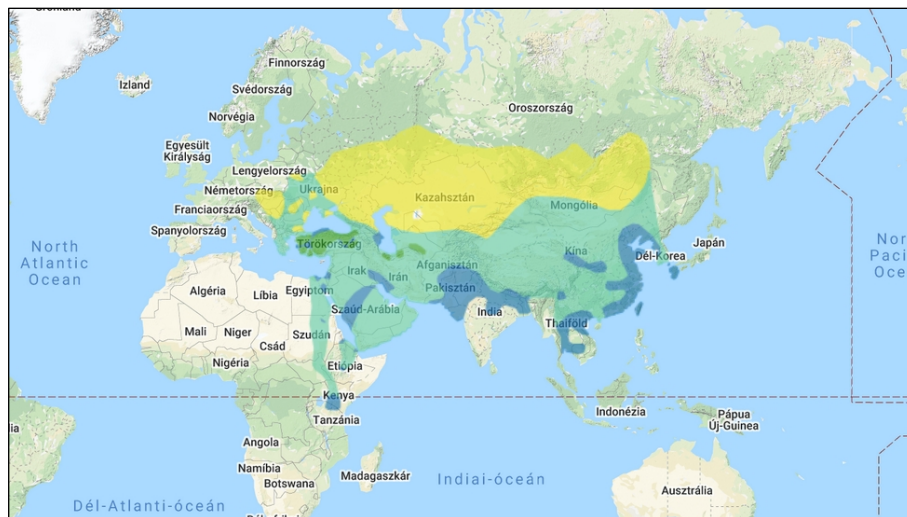 Izland
Finnország
Svédország
Norvégia
Oroszország
Egyesült
Királyság
Lengyelország
Németország
Ukrajna
Franciaország
Spanyolország
Kazahsztán
Mongólia
Törökország
Kína
Dél-Korea
Japán
North
Atlantic
Ocean
Irak
Irán
Afganisztán
Pakisztán
Algéria
Líbia
Egyiptom
Szaúd-Arábia
India
Thaiföld
Mali
Niger
Csád
Szudán
Nigéria
Etiópia
Kenya
Tanzánia
Indonézia
Pápua
Új-Guinea
Angola
Namíbia
Botswana
Madagaszkár
Indiai-óceán
Ausztrália
Dél-Atlanti-óceán